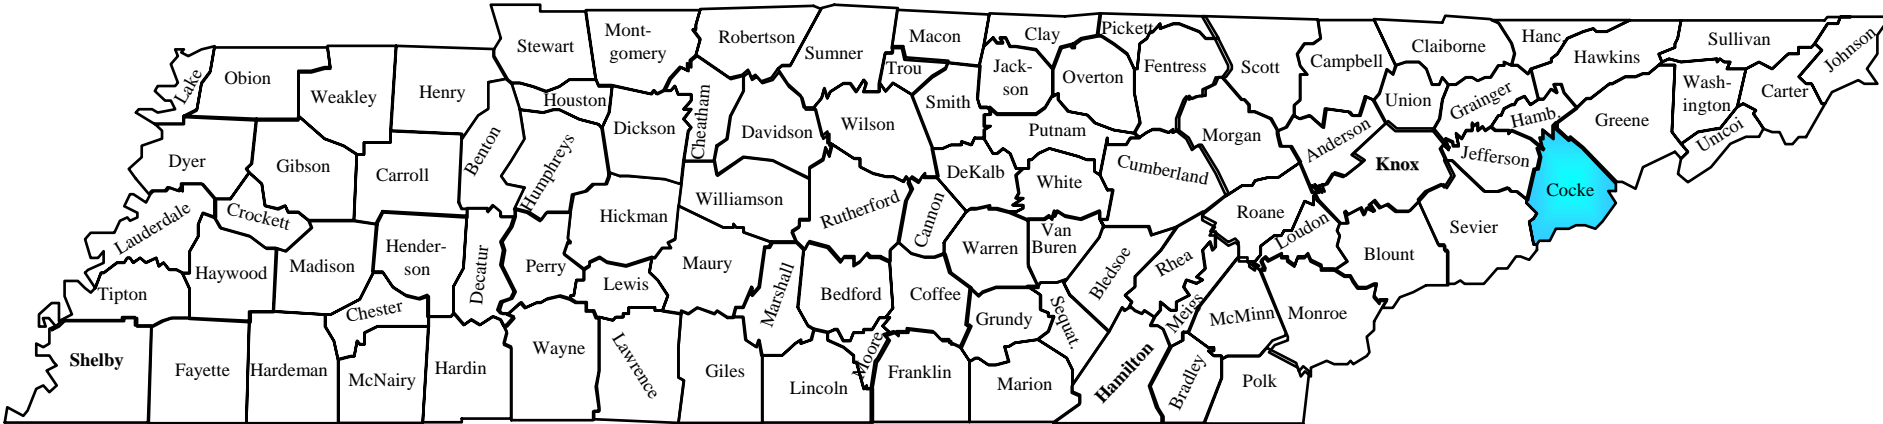 Stewart
Mont-
gomery
Robertson
Sumner
Macon
Trou
Clay
Pickett
Jack-
son
Overton
Fentress
Scott
Campbell
Claiborne
Hanc.
Hawkins
Sullivan
Johnson
Lake
Obion
Weakley
Henry
Benton
Houston
Humphreys
Dickson
Cheatham
Davidson
Wilson
Smith
Putnam
Morgan
Anderson
Union
Grainger
Hamb.
Greene
Wash-
ington
Carter
Unicoi
Dyer
Gibson
Carroll
Hickman
Williamson
Rutherford
Cannon
DeKalb
White
Cumberland
Roane
Loudon
Knox
Jefferson
Cocke
Sevier
Blount
Lauderdale
Crockett
Haywood
Madison
Hender-
son
Decatur
Perry
Lewis
Maury
Marshall
Bedford
Coffee
Warren
Van
Buren
Bledsoe
Rhea
Meigs
McMinn
Monroe
Tipton
Chester
Grundy
Sequat.
Shelby
Fayette
Hardeman
McNairy
Hardin
Wayne
Lawrence
Giles
Lincoln
Moore
Franklin
Marion
Hamilton
Bradley
Polk